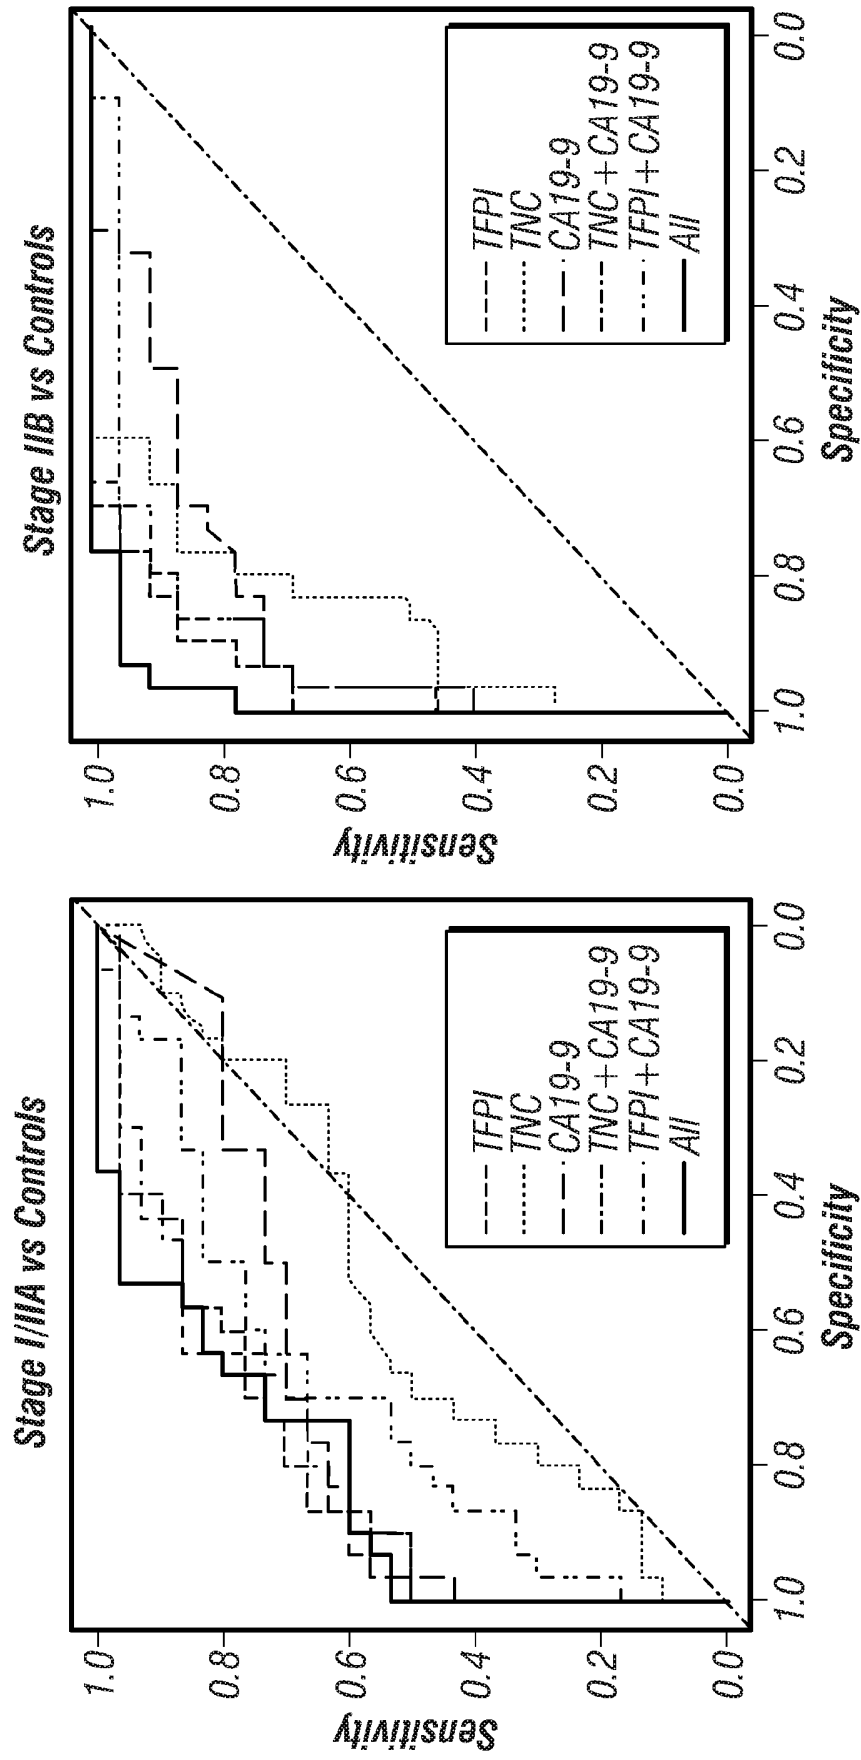 Stage I/IIA vs Controls
Sensitivity
1.0
0.8
0.6
0.4
0.2
0.0
TFPI
TNC
CA19-9
TNC+CA19-9
TFPI+CA19-9
All
1.0 0.8 0.6 0.4 0.2 0.0
Specificity
Stage IIB vs Controls
Sensitivity
1.0
0.8
0.6
0.4
0.2
0.0
TFPI
TNC
CA19-9
TNC+CA19-9
TFPI+CA19-9
All
1.0 0.8 0.6 0.4 0.2 0.0
Specificity